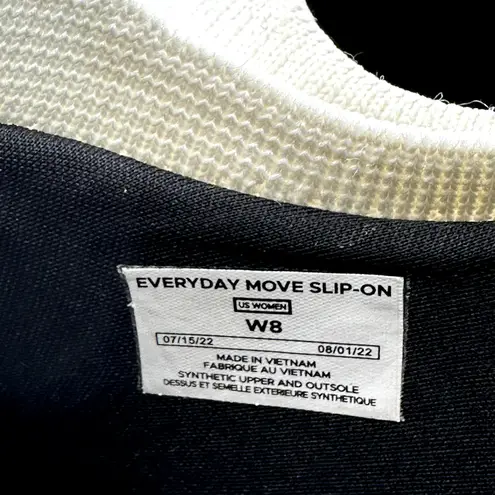 EVERYDAY MOVE SLIP-ON
US WOMEN
W8
07/15/22 08/01/22
MADE IN VIETNAM
FABRIQUE AU VIETNAM
SYNTHETIC UPPER AND OUTSOLE
DESSUS ET SEMELLE EXTERIEURE SYNTHETIQUE